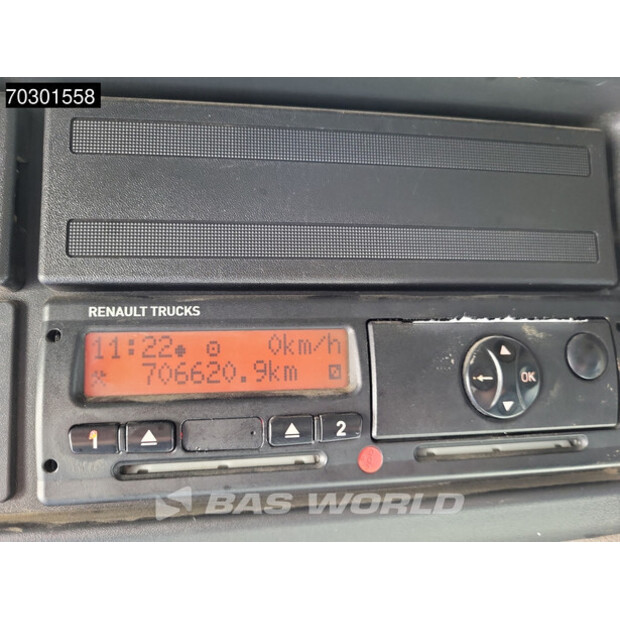 70301558
RENAULT TRUCKS
11:22 0km/h
706620.9km
1 2
OK
BAS WORLD